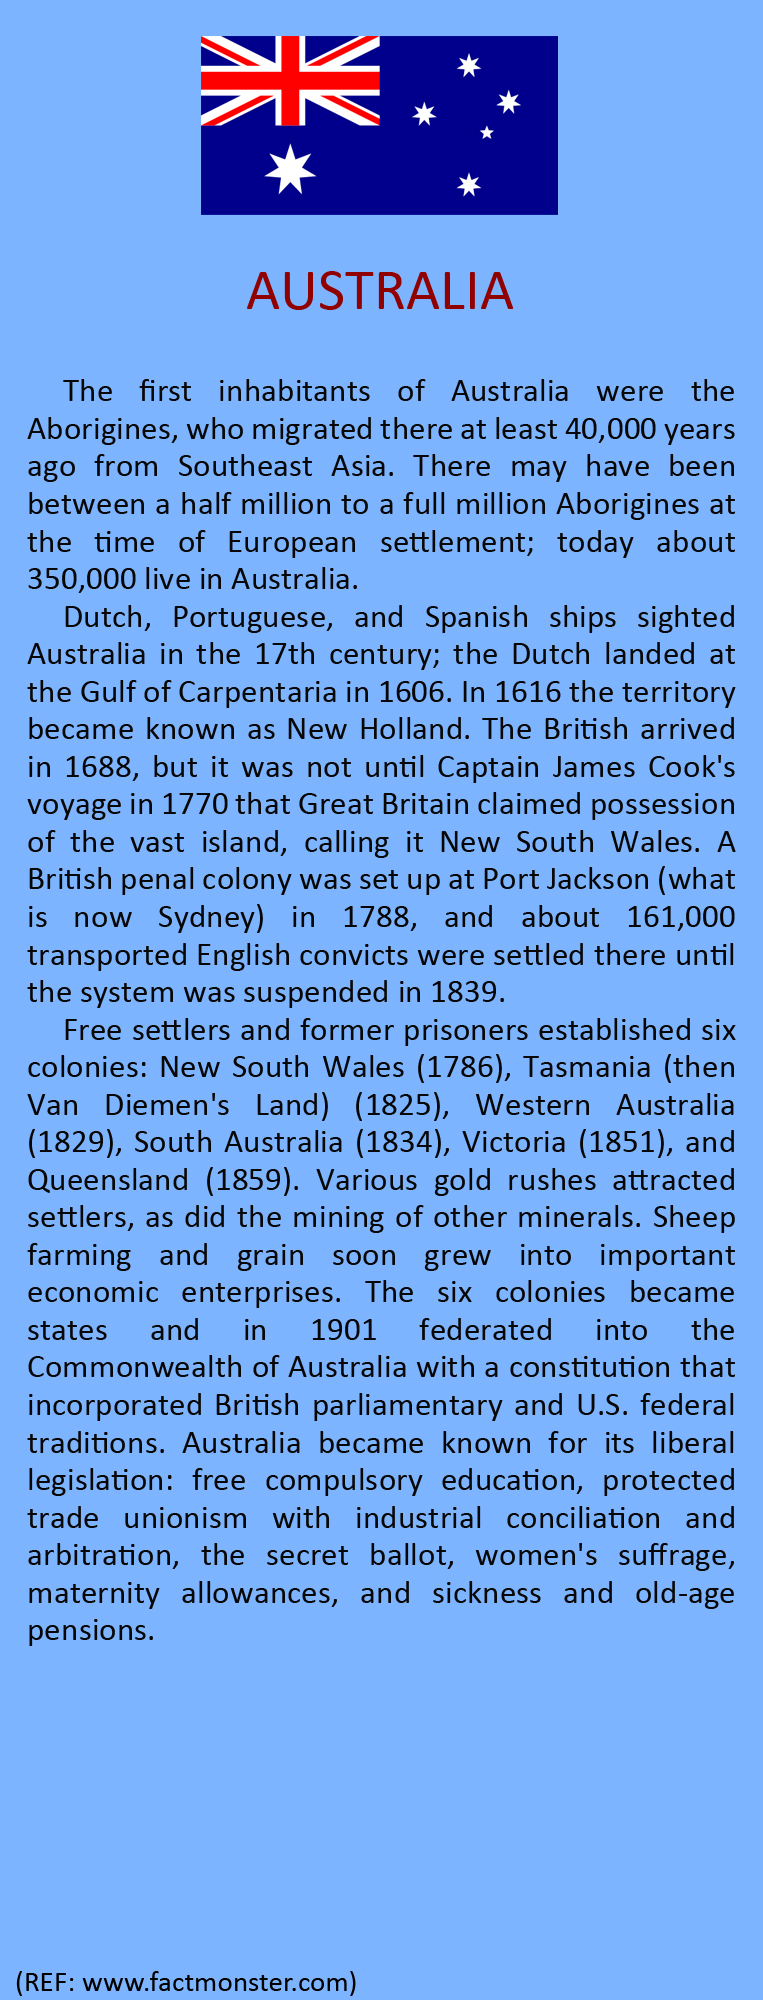 AUSTRALIA
The first inhabitants of Australia were the
Aborigines, who migrated there at least 40,000 years
ago from Southeast Asia. There may have been
between a half million to a full million Aborigines at
the time of European settlement; today about
350,000 live in Australia.
Dutch, Portuguese, and Spanish ships sighted
Australia in the 17th century; the Dutch landed at
the Gulf of Carpentaria in 1606. In 1616 the territory
became known as New Holland. The British arrived
in 1688, but it was not until Captain James Cook's
voyage in 1770 that Great Britain claimed possession
of the vast island, calling it New South Wales. A
British penal colony was set up at Port Jackson (what
is now Sydney) in 1788, and about 161,000
transported English convicts were settled there until
the system was suspended in 1839.
Free settlers and former prisoners established six
colonies: New South Wales (1786), Tasmania (then
Van Diemen's Land) (1825), Western Australia
(1829), South Australia (1834), Victoria (1851), and
Queensland (1859). Various gold rushes attracted
settlers, as did the mining of other minerals. Sheep
farming and grain soon grew into important
economic enterprises. The six colonies became
states and in 1901 federated into the
Commonwealth of Australia with a constitution that
incorporated British parliamentary and U.S. federal
traditions. Australia became known for its liberal
legislation: free compulsory education, protected
trade unionism with industrial conciliation and
arbitration, the secret ballot, women's suffrage,
maternity allowances, and sickness and old-age
pensions.
(REF: www.factmonster.com)